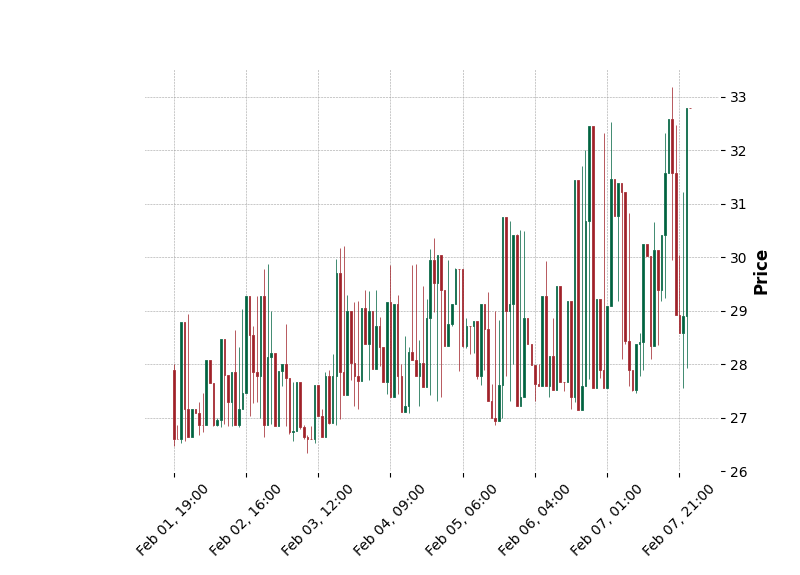 33
32
31
30
29
28
27
26
Price
Feb 01, 19:00
Feb 02, 16:00
Feb 03, 12:00
Feb 04, 09:00
Feb 05, 06:00
Feb 06, 04:00
Feb 07, 01:00
Feb 07, 21:00